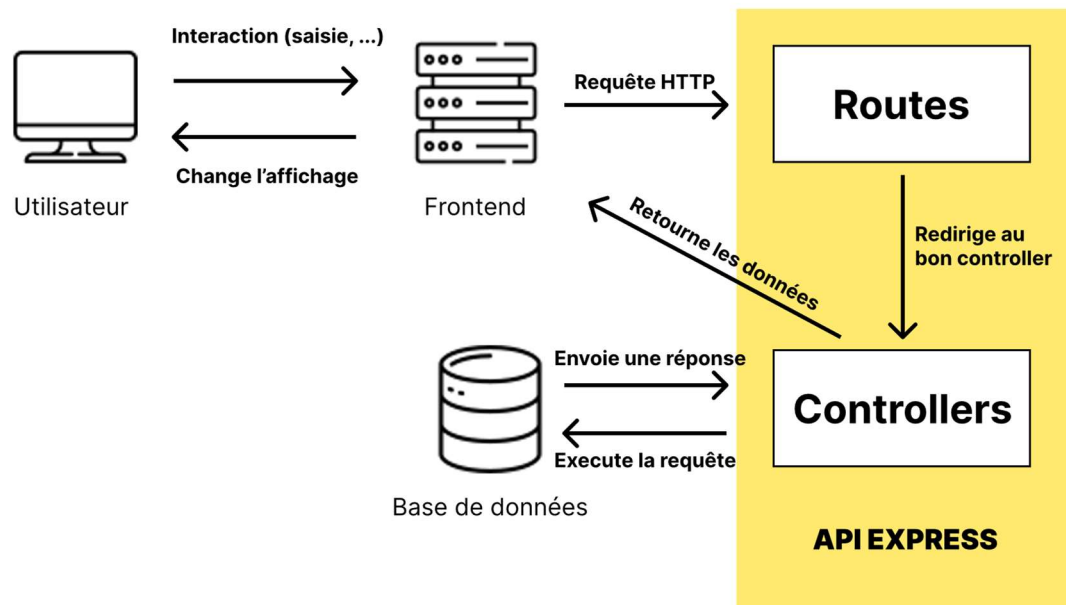 Interaction (saisie, ...)
Change l’affichage
Utilisateur
Frontend
Requête HTTP
Routes
Redirige au
bon controller
Retourne les données
Envoie une réponse
Execute la requête
Base de données
Controllers
API EXPRESS